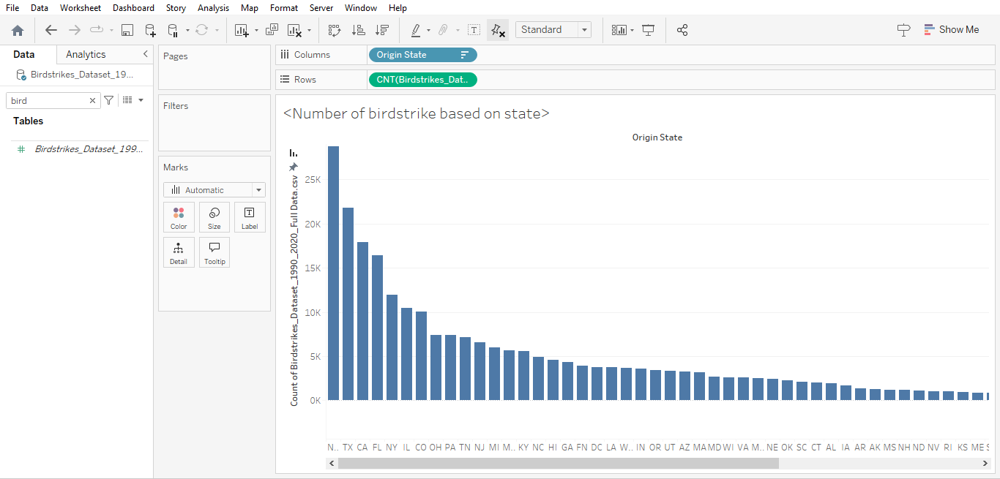 File Data Worksheet Dashboard Story Analysis Map Format Server Window Help
Standard
Show Me
Data Analytics
Birdstrikes_Dataset_19...
bird
Tables
Birdstrikes_Dataset_199...
Pages
Filters
Marks
Automatic
Color Size Label
Detail Tooltip
Columns Origin State
Rows CNT(Birdstrikes_Dat..
<Number of birdstrike based on state>
Origin State
Count of Birdstrikes_Dataset_1990_2020_Full Data.csv
25K
20K
15K
10K
5K
0K
N.. TX CA FL NY IL CO OH PA TN NJ MI M.. KY NC HI GA FN DC LA W.. IN OR UT AZ MA MD WI VA M.. NE OK SC CT AL IA AR AK MS NH ND NV RI KS ME S